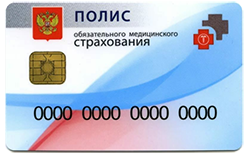 ПОЛИС
обязательного медицинского
страхования
0000 0000 0000 0000